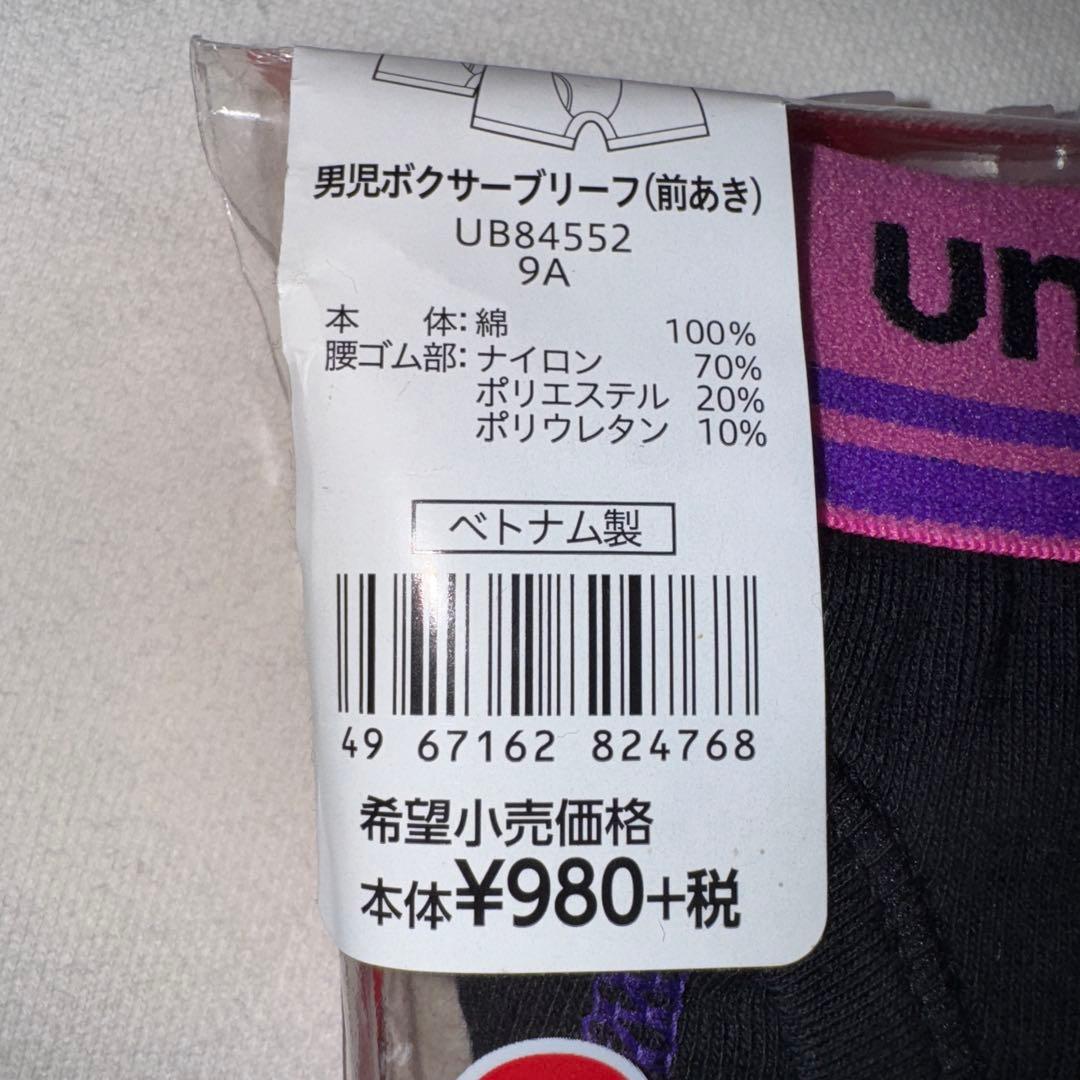 男児ボクサーブリーフ(前あき)
UB84552
9A
本 体:綿 100%
腰ゴム部:ナイロン 70%
ポリエステル 20%
ポリウレタン 10%
ベトナム製
49 67162 824768
希望小売価格
本体¥980+税
un